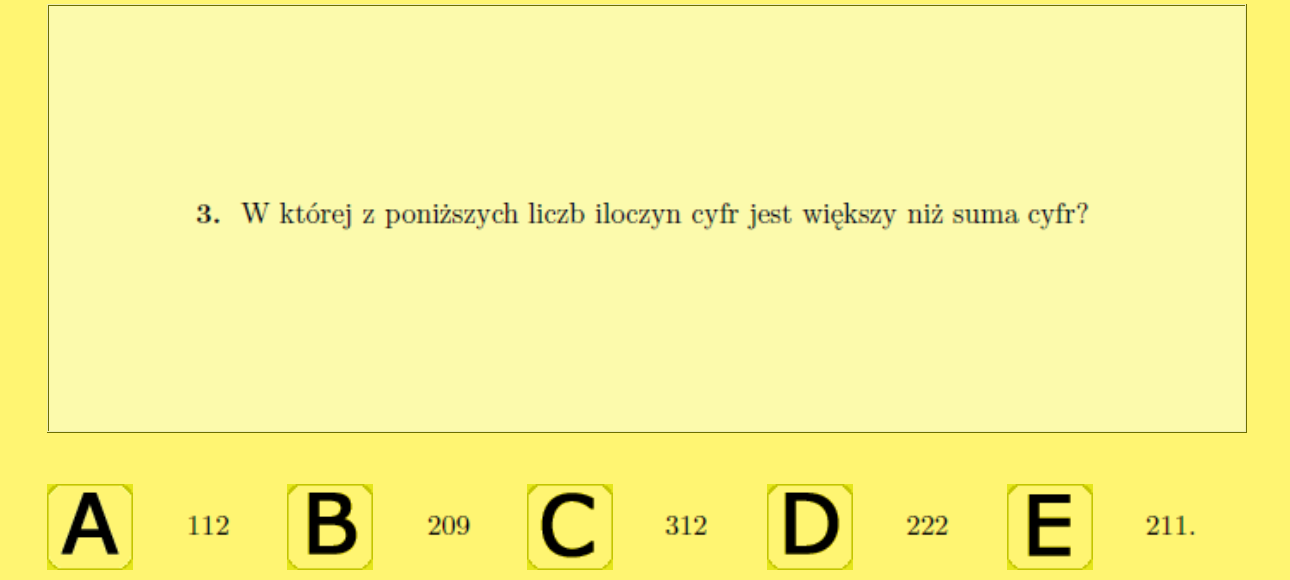 3. W której z poniższych liczb iloczyn cyfr jest większy niż suma cyfr?
A 112 B 209 C 312 D 222 E 211.